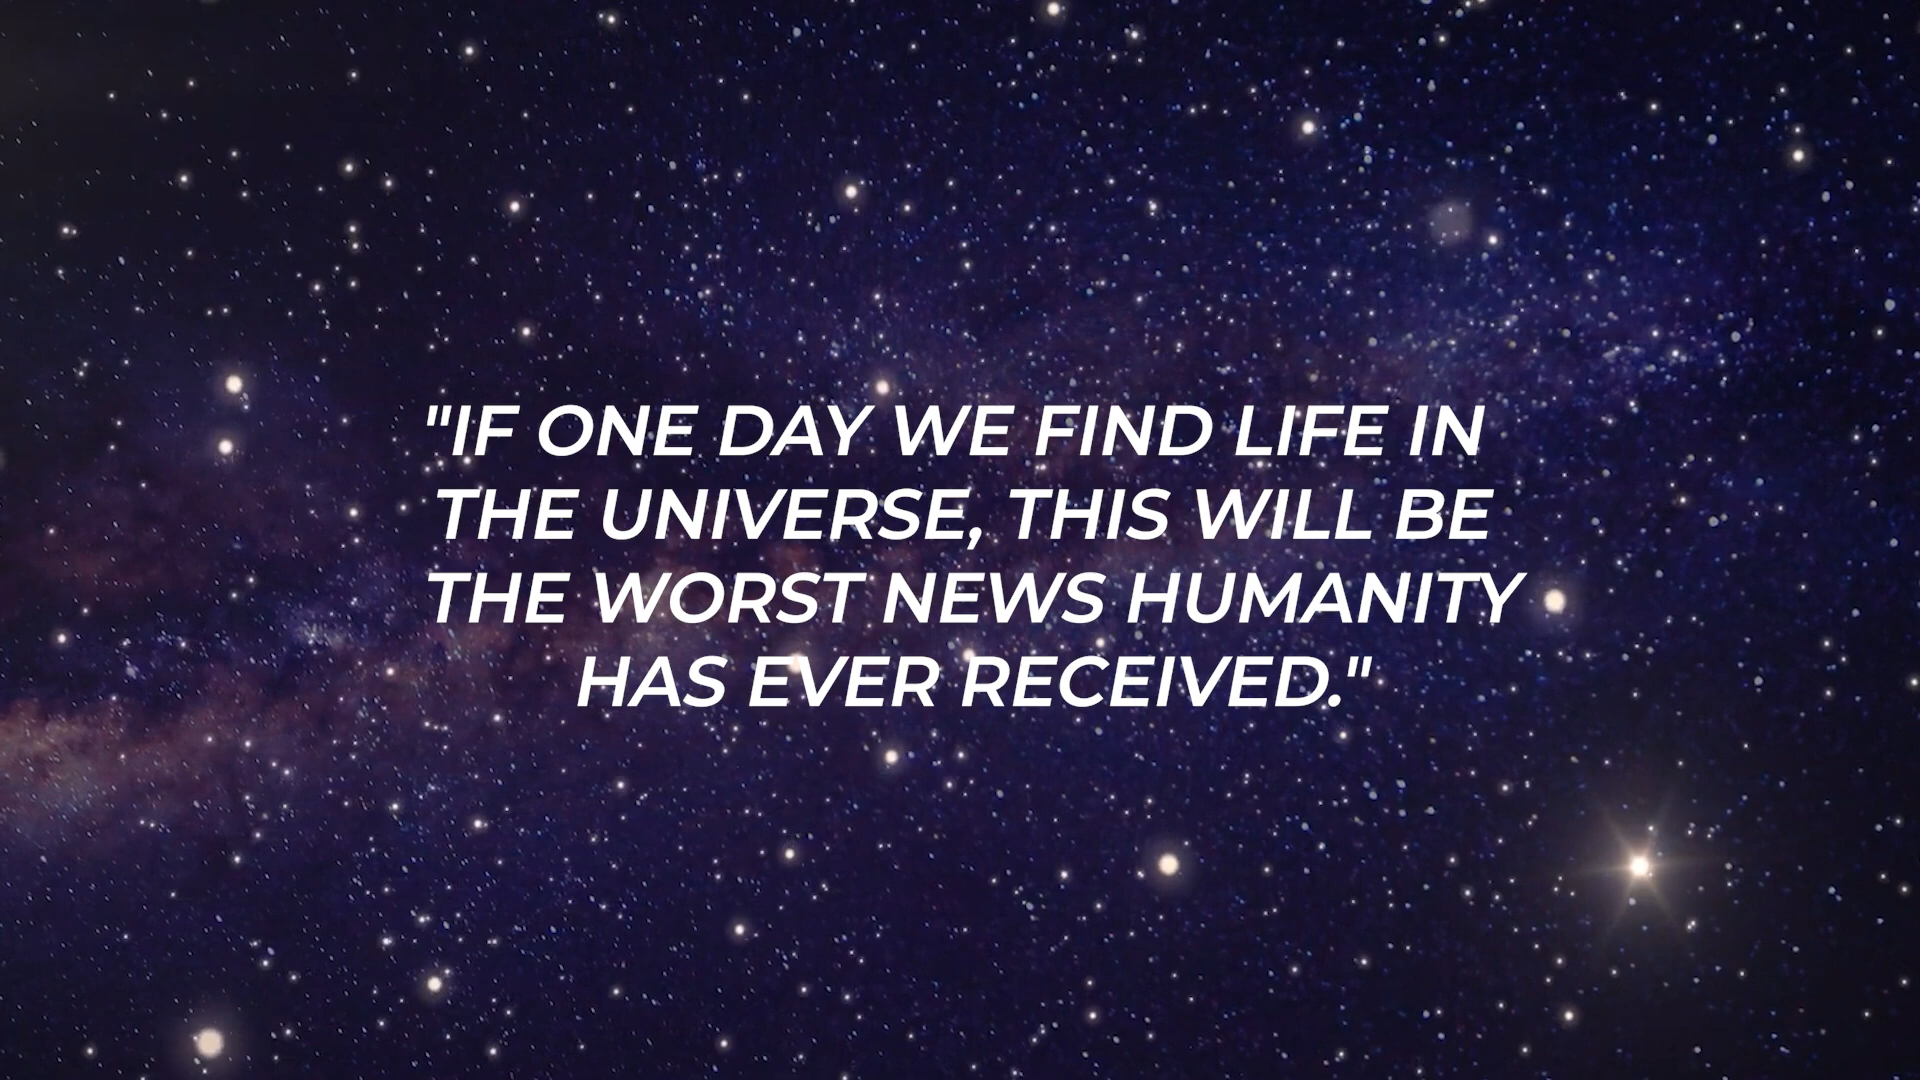 "IF ONE DAY WE FIND LIFE IN
THE UNIVERSE, THIS WILL BE
THE WORST NEWS HUMANITY
HAS EVER RECEIVED."